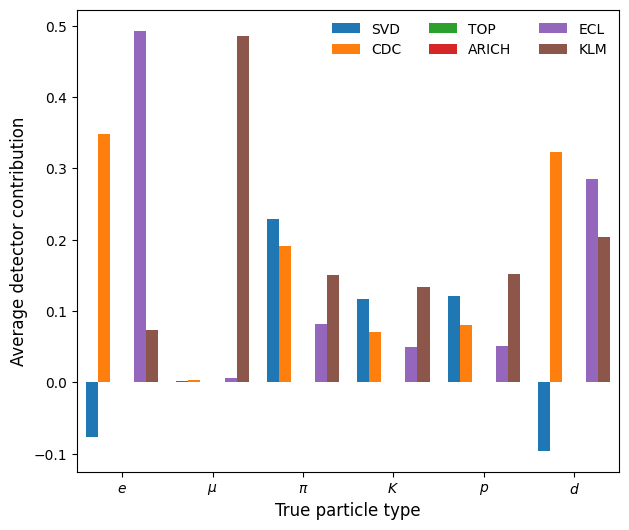 SVD
CDC
TOP
ARICH
ECL
KLM
Average detector contribution
0.5
0.4
0.3
0.2
0.1
0.0
−0.1
e
μ
π
K
p
d
True particle type